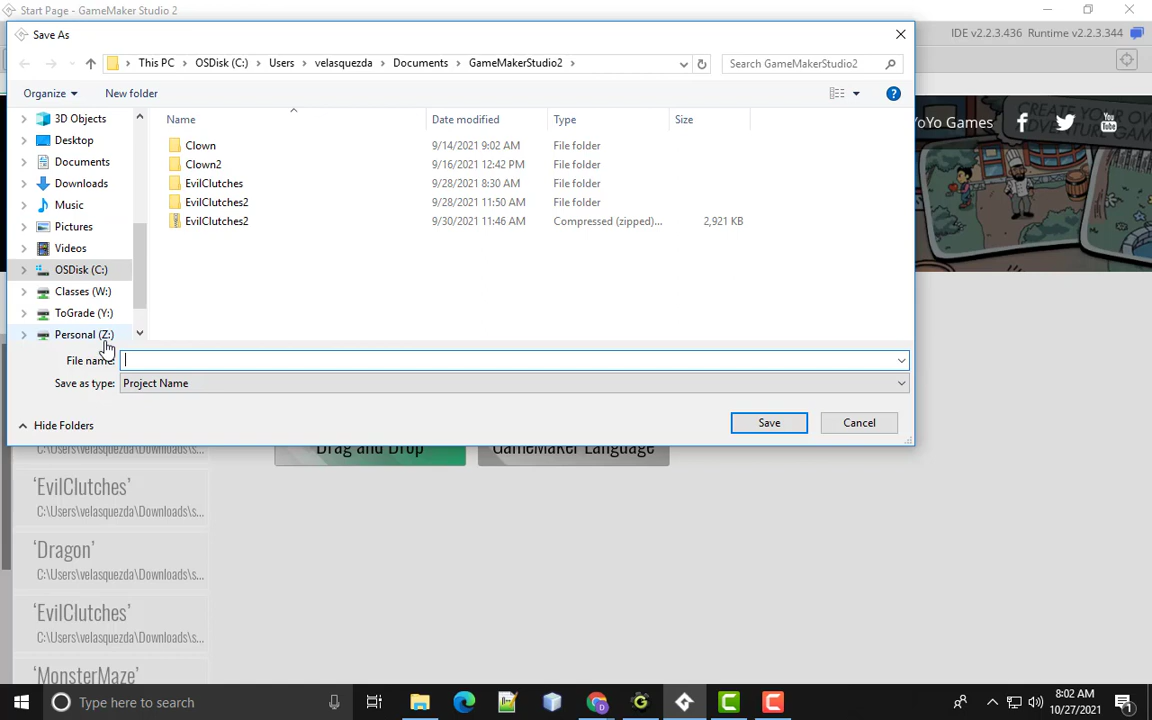 Start Page - GameMaker Studio 2
IDE v2.2.3.436 Runtime v2.2.3.344
Save As
This PC
OSDisk (C:)
Users
velasquezda
Documents
GameMakerStudio2
Search GameMakerStudio2
Organize
New folder
Name
Date modified
Type
Size
3D Objects
Desktop
Documents
Downloads
Music
Pictures
Videos
OSDisk (C:)
Classes (W:)
ToGrade (Y:)
Personal (Z:)
Clown 9/14/2021 9:02 AM File folder
Clown2 9/16/2021 12:42 PM File folder
EvilClutches 9/28/2021 8:30 AM File folder
EvilClutches2 9/28/2021 11:50 AM File folder
EvilClutches2 9/30/2021 11:46 AM Compressed (zipped)... 2,921 KB
File name:
Save as type: Project Name
Hide Folders
Save
Cancel
YoYo Games
You
CREATE YOUR OWN
ADVENTURE GAM
Drag and Drop
GameMaker Language
C:\Users\velasquezda\Downloads\s...
'EvilClutches'
C:\Users\velasquezda\Downloads\s...
'Dragon'
C:\Users\velasquezda\Downloads\s...
'EvilClutches'
C:\Users\velasquezda\Downloads\s...
'MonsterMaze'
Type here to search
8:02 AM
10/27/2021
1